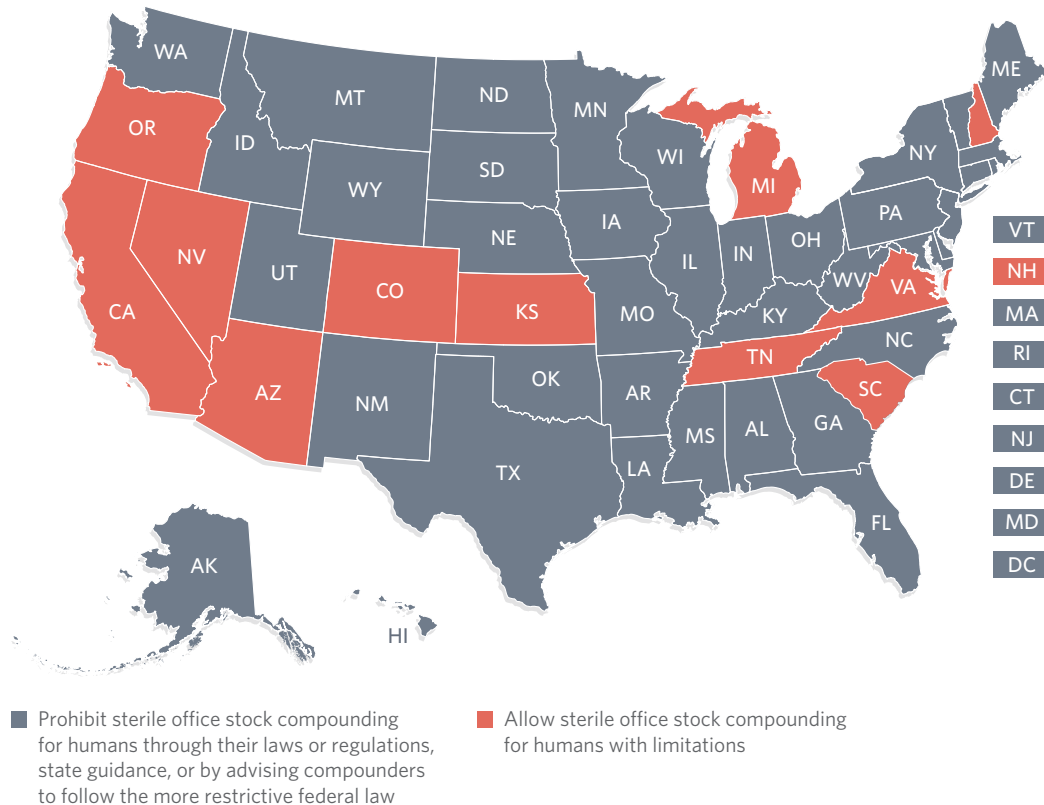 WA
MT
ND
MN
ME
OR
ID
SD
WI
NY
WY
MI
IA
PA
NE
NV
UT
IL
IN
OH
CO
KS
MO
WV
VA
CA
KY
NC
TN
AZ
NM
OK
AR
SC
MS
AL
GA
TX
LA
FL
AK
HI
VT
NH
MA
RI
CT
NJ
DE
MD
DC
Prohibit sterile office stock compounding
for humans through their laws or regulations,
state guidance, or by advising compounders
to follow the more restrictive federal law
Allow sterile office stock compounding
for humans with limitations